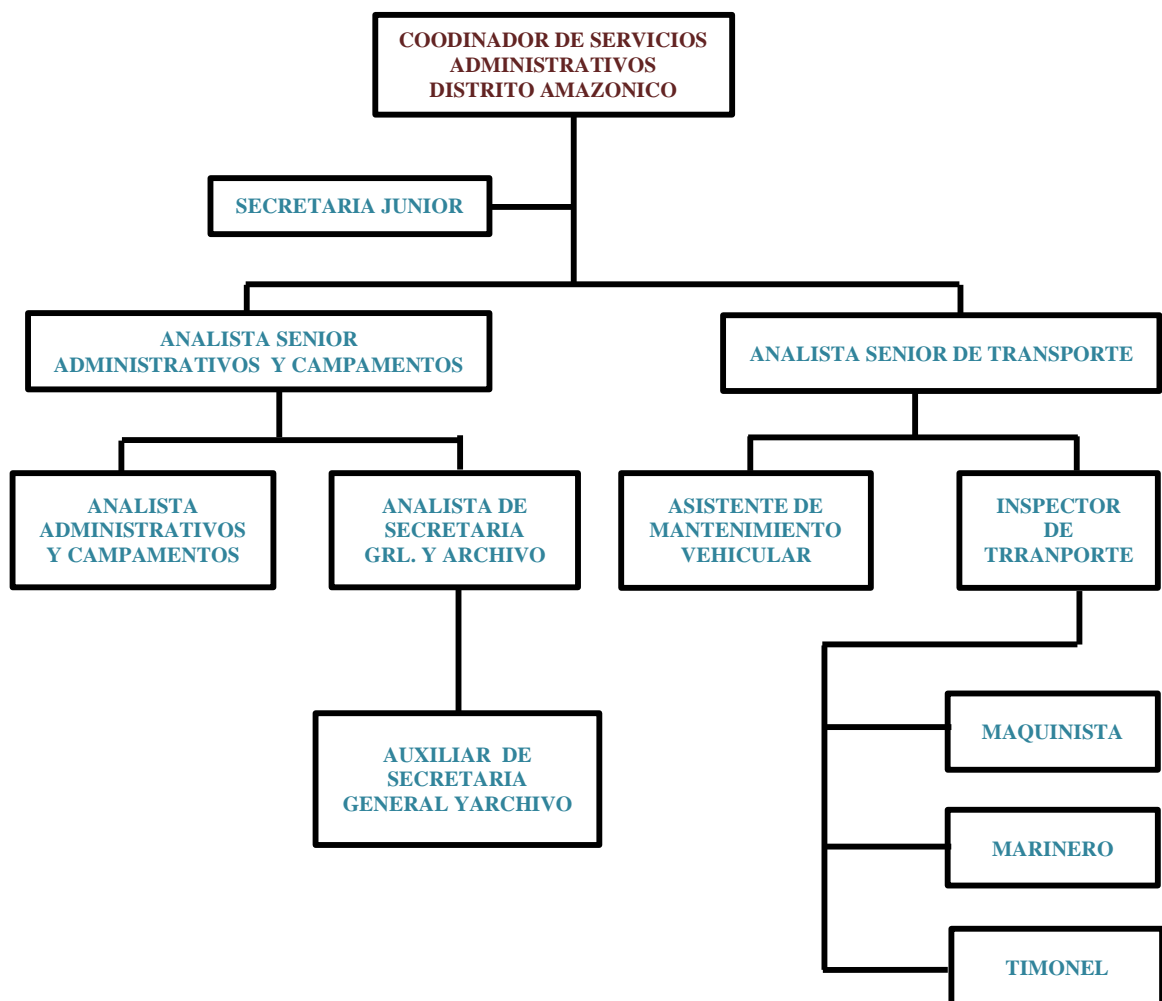 COODINADOR DE SERVICIOS
ADMINISTRATIVOS
DISTRITO AMAZONICO
SECRETARIA JUNIOR
ANALISTA SENIOR
ADMINISTRATIVOS Y CAMPAMENTOS
ANALISTA SENIOR DE TRANSPORTE
ANALISTA
ADMINISTRATIVOS
Y CAMPAMENTOS
ANALISTA DE
SECRETARIA
GRL. Y ARCHIVO
ASISTENTE DE
MANTENIMIENTO
VEHICULAR
INSPECTOR
DE
TRRANPORTE
AUXILIAR DE
SECRETARIA
GENERAL YARCHIVO
MAQUINISTA
MARINERO
TIMONEL